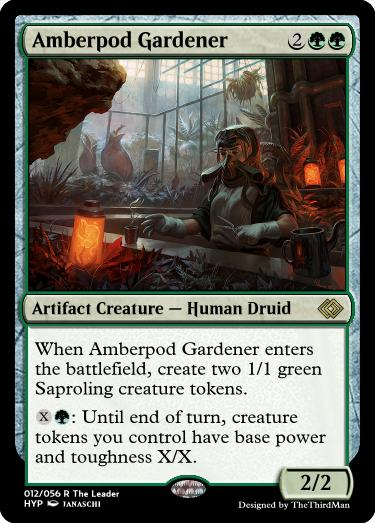 Amberpod Gardener 2
Artifact Creature — Human Druid
When Amberpod Gardener enters
the battlefield, create two 1/1 green
Saproling creature tokens.
X : Until end of turn, creature
tokens you control have base power
and toughness X/X.
2/2
012/056 R The Leader
HYP JANASCHI
Designed by TheThirdMan